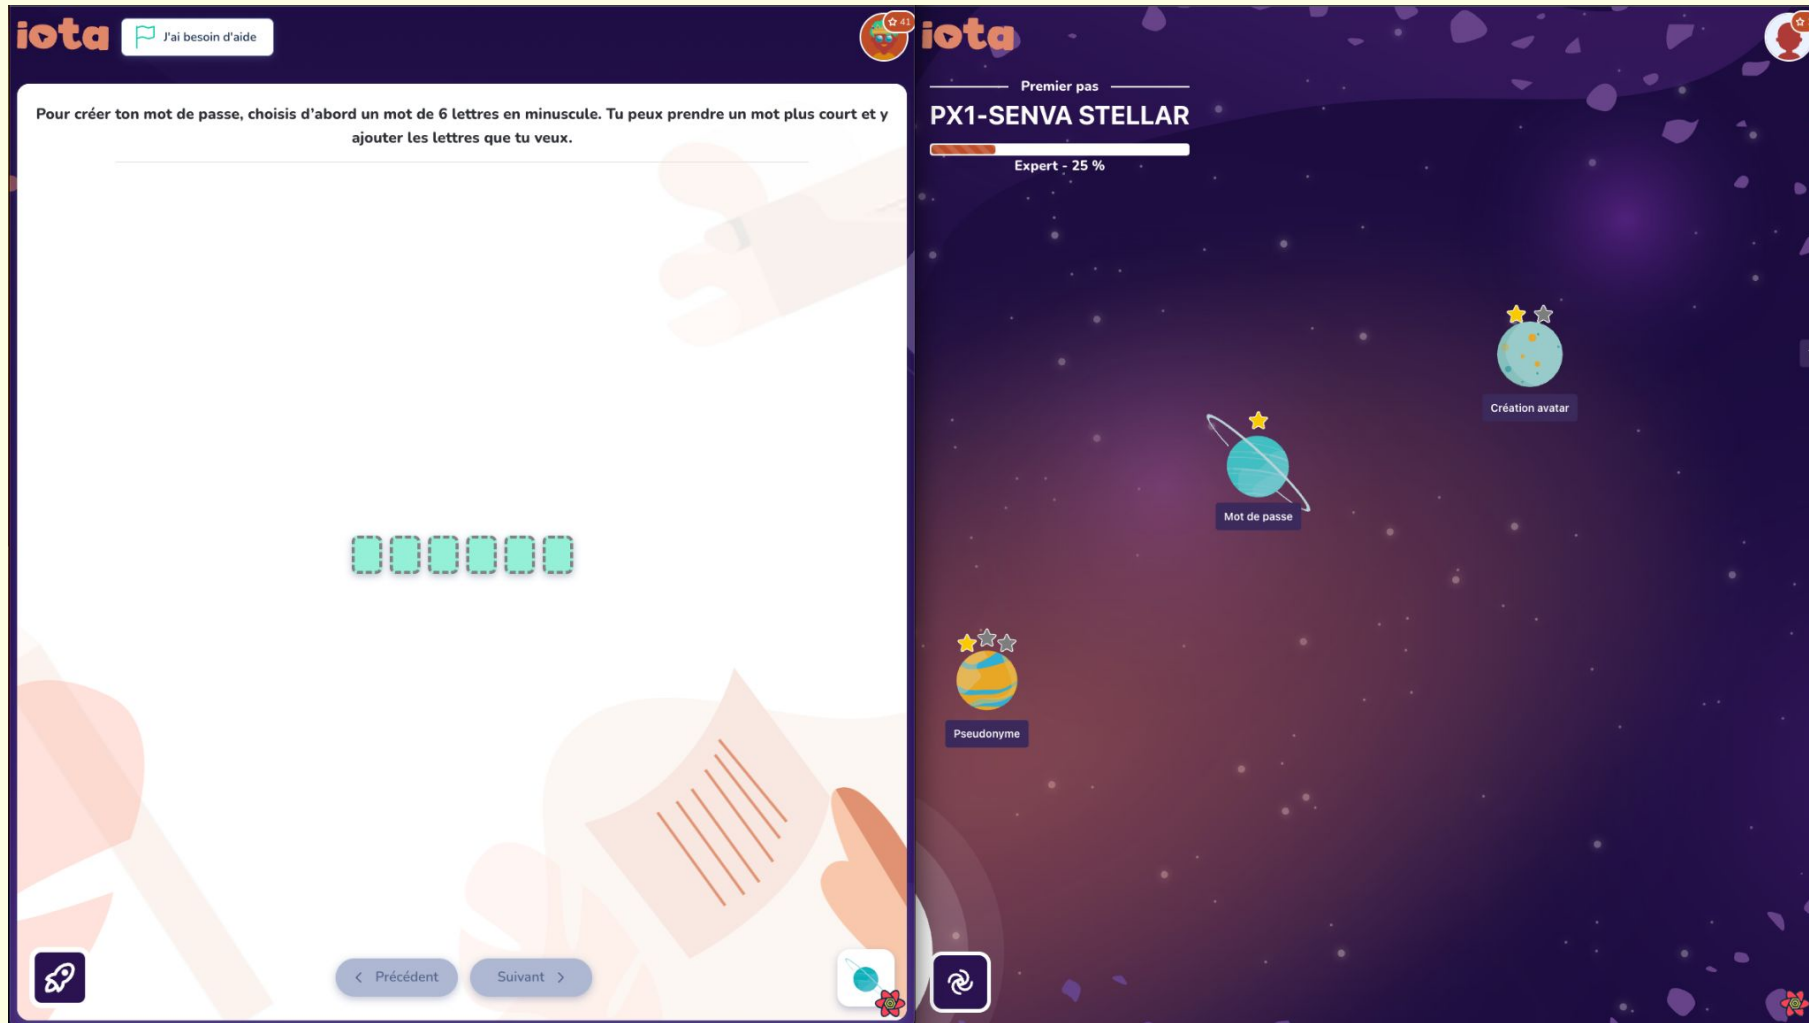 iota
J'ai besoin d'aide
41
Pour créer ton mot de passe, choisis d'abord un mot de 6 lettres en minuscule. Tu peux prendre un mot plus court et y
ajouter les lettres que tu veux.
Précédent
Suivant
iota
Premier pas
PX1-SENVA STELLAR
Expert - 25 %
Création avatar
Mot de passe
Pseudonyme